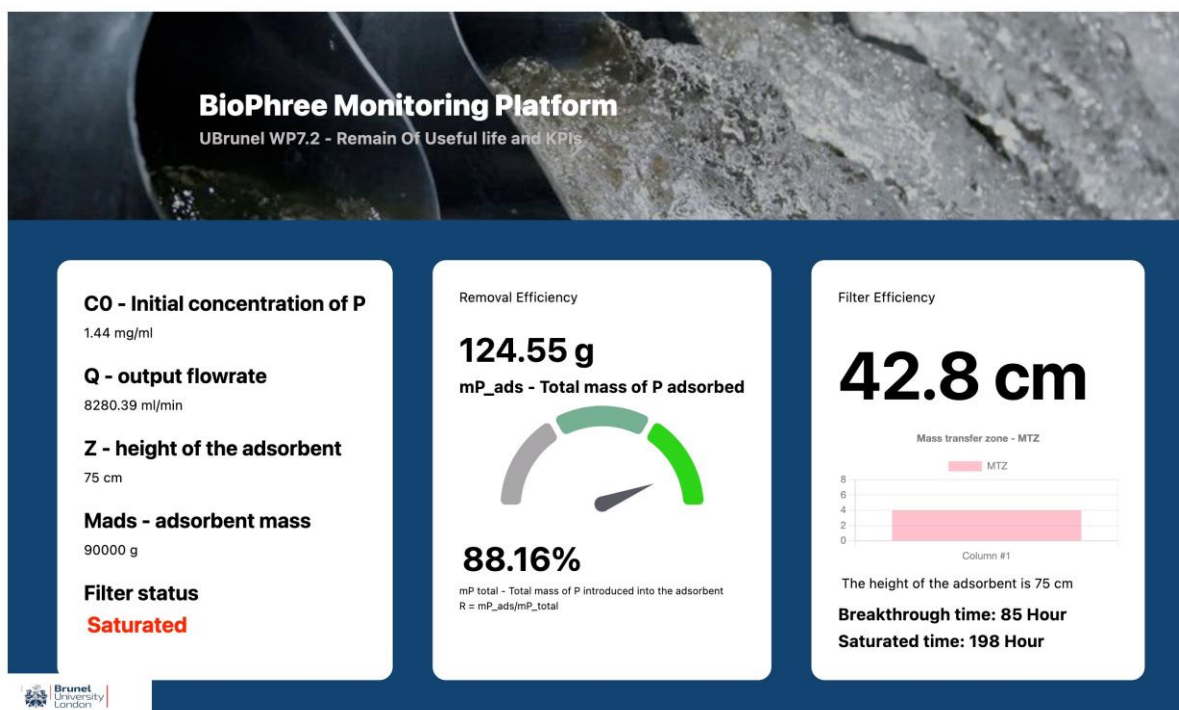 BioPhree Monitoring Platform
UBrunel WP7.2 - Remain Of Useful life and KPIs
C0 - Initial concentration of P
1.44 mg/ml
Q - output flowrate
8280.39 ml/min
Z - height of the adsorbent
75 cm
Mads - adsorbent mass
90000 g
Filter status
Saturated
Removal Efficiency
124.55 g
mP_ads - Total mass of P adsorbed
88.16%
mP total - Total mass of P introduced into the adsorbent
R = mP_ads/mP_total
Filter Efficiency
42.8 cm
Mass transfer zone - MTZ
MTZ
8
6
4
2
0
Column #1
The height of the adsorbent is 75 cm
Breakthrough time: 85 Hour
Saturated time: 198 Hour
Brunel
University
London